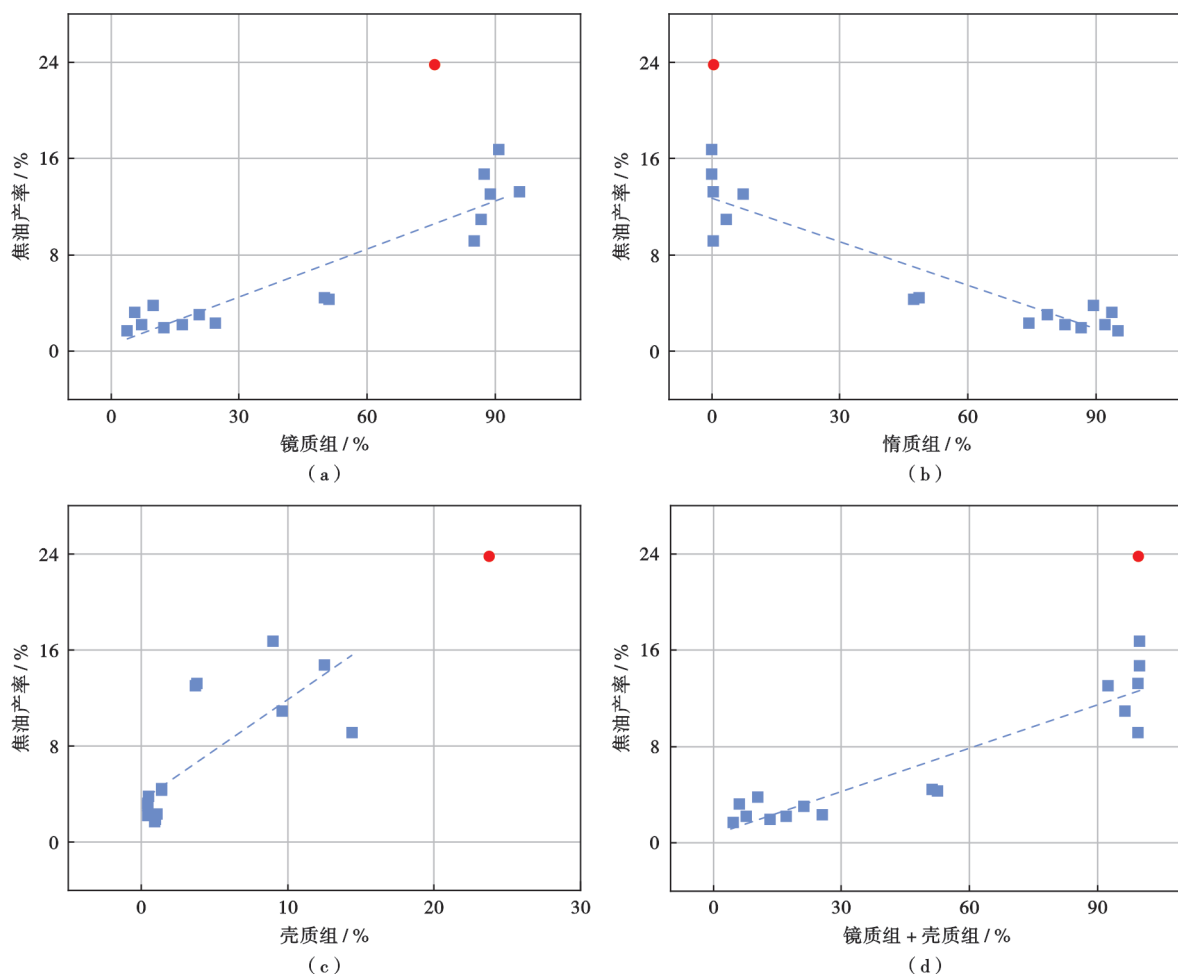 24
16
8
0
焦油产率 / %
0
30
60
90
镜质组 / %
（a）
24
16
8
0
焦油产率 / %
0
30
60
90
惰质组 / %
（b）
24
16
8
0
焦油产率 / %
0
10
20
30
壳质组 / %
（c）
24
16
8
0
焦油产率 / %
0
30
60
90
镜质组 + 壳质组 / %
（d）